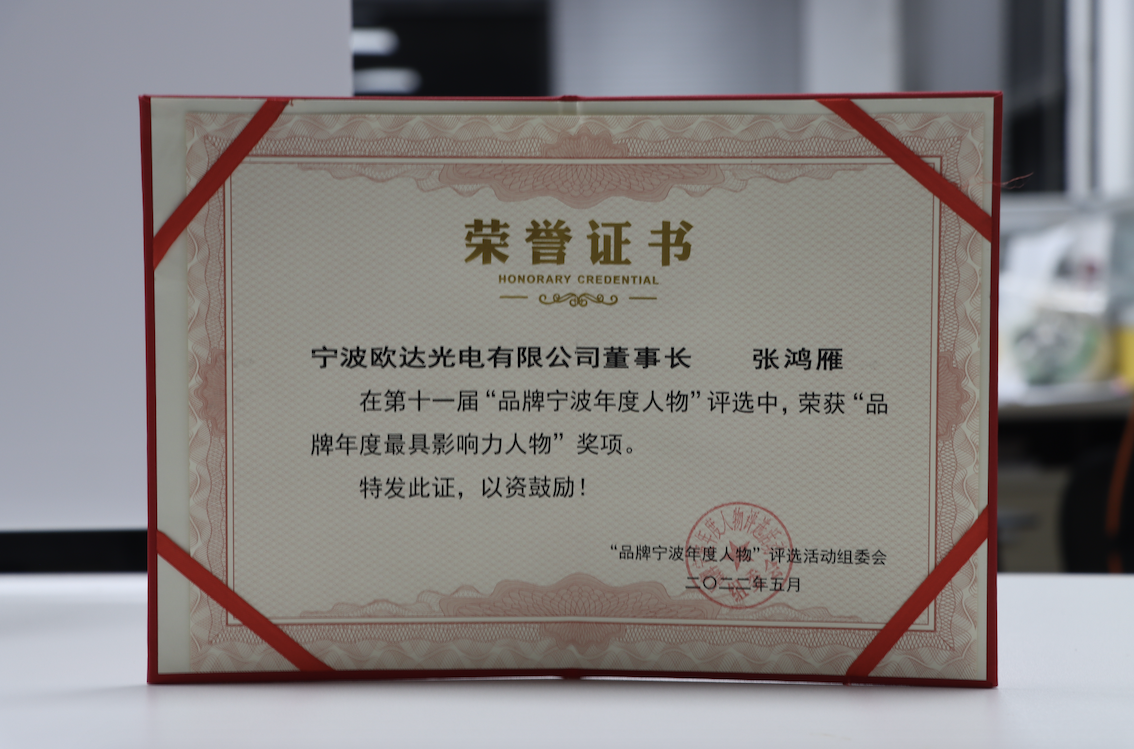 荣誉证书
HONORARY CREDENTIAL
宁波欧达光电有限公司董事长 张鸿雁
在第十一届“品牌宁波年度人物”评选中，荣获“品
牌年度最具影响力人物”奖项。
特发此证，以资鼓励！
“品牌宁波年度人物”评选活动组委会
二〇二二年五月